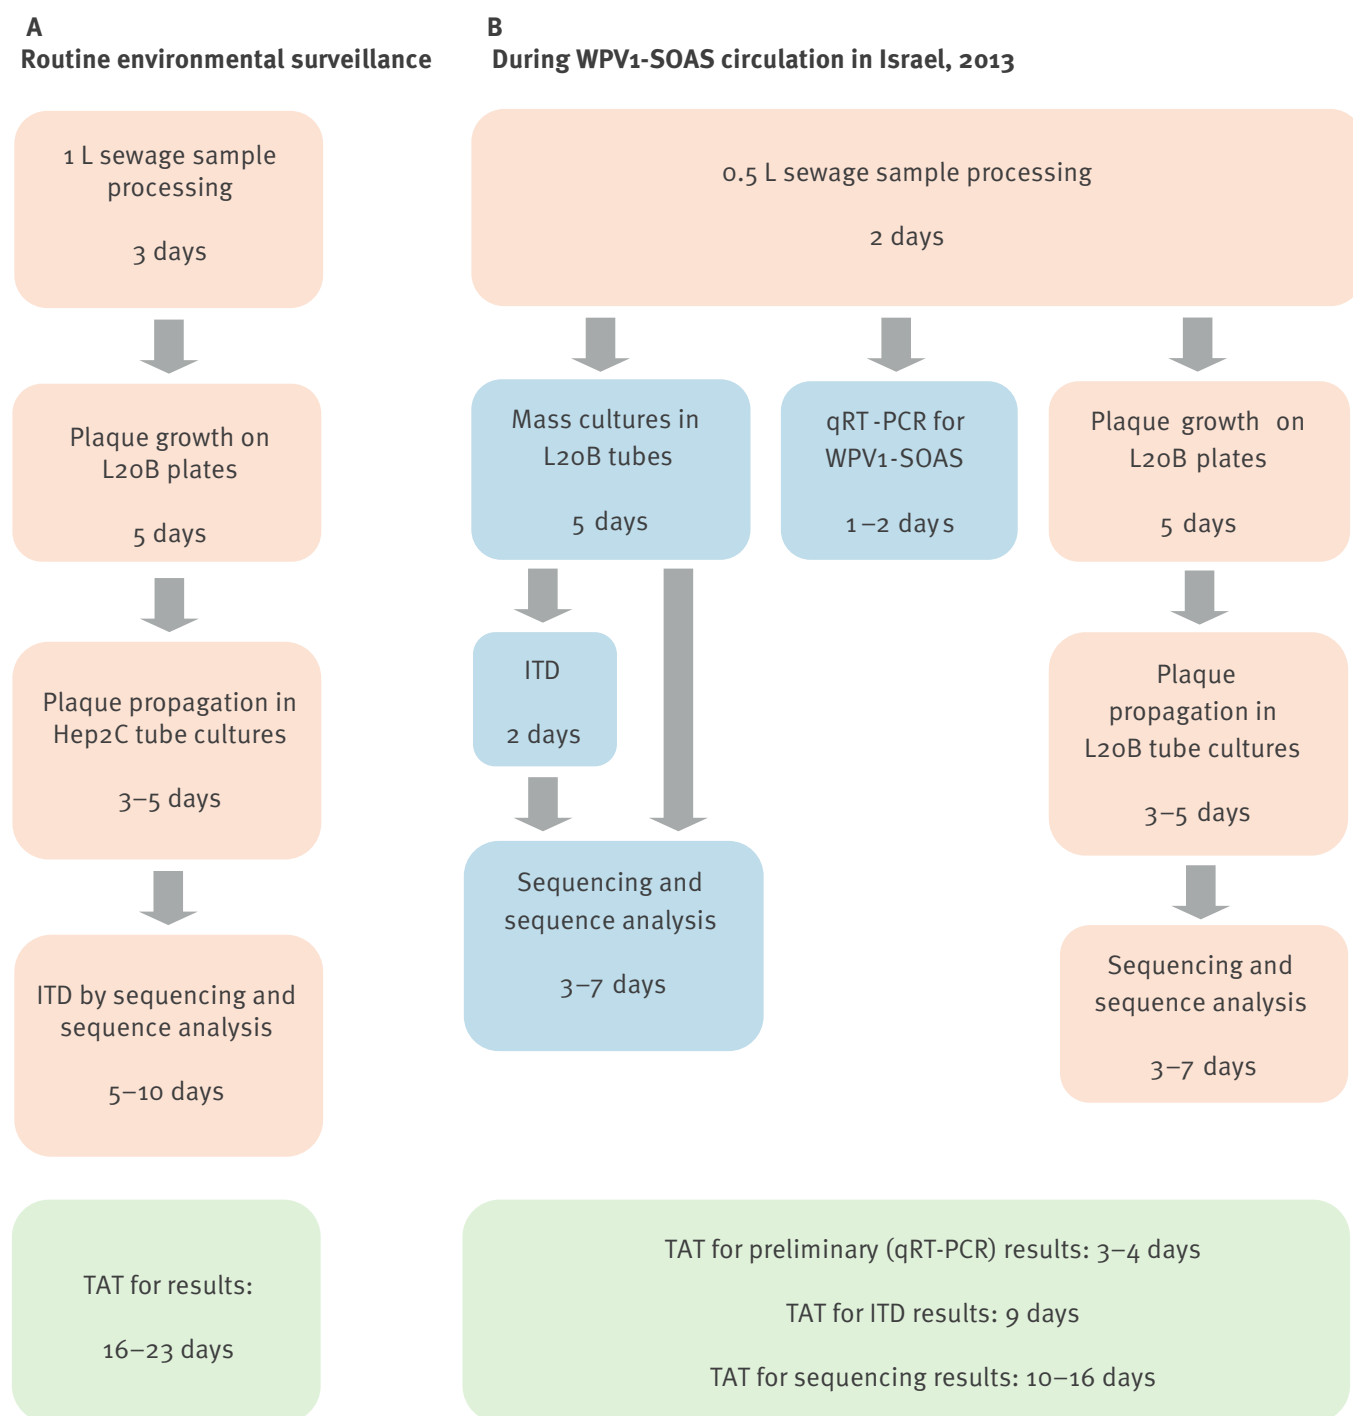 A
Routine environmental surveillance
1 L sewage sample
processing
3 days
Plaque growth on
L20B plates
5 days
Plaque propagation in
Hep2C tube cultures
3–5 days
ITD by sequencing and
sequence analysis
5–10 days
TAT for results:
16–23 days
B
During WPV1-SOAS circulation in Israel, 2013
0.5 L sewage sample processing
2 days
Mass cultures in
L20B tubes
5 days
ITD
2 days
Sequencing and
sequence analysis
3–7 days
qRT-PCR for
WPV1-SOAS
1–2 days
Plaque growth on
L20B plates
5 days
Plaque
propagation in
L20B tube cultures
3–5 days
Sequencing and
sequence analysis
3–7 days
TAT for preliminary (qRT-PCR) results: 3–4 days
TAT for ITD results: 9 days
TAT for sequencing results: 10–16 days